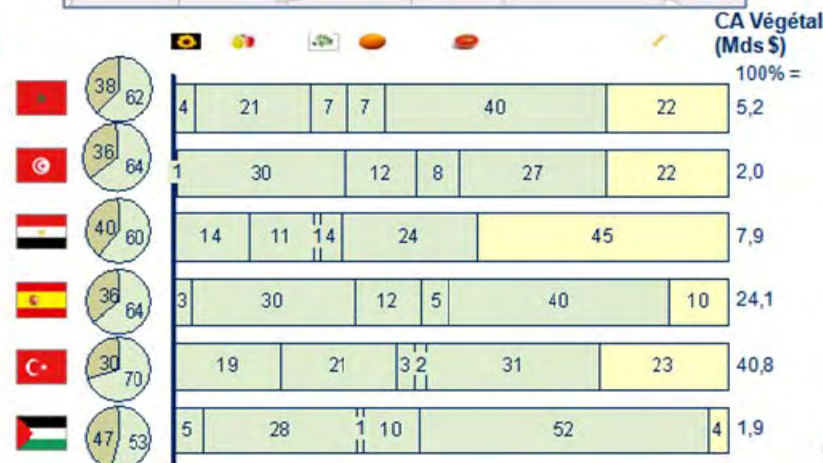 CA Végétal
(Mds $)
100% =
38 62 4 21 7 7 40 22 5,2
36 64 1 30 12 8 27 22 2,0
40 60 14 11 1 4 24 45 7,9
36 64 3 30 12 5 40 10 24,1
30 70 19 21 3 2 31 23 40,8
47 53 5 28 1 10 52 4 1,9